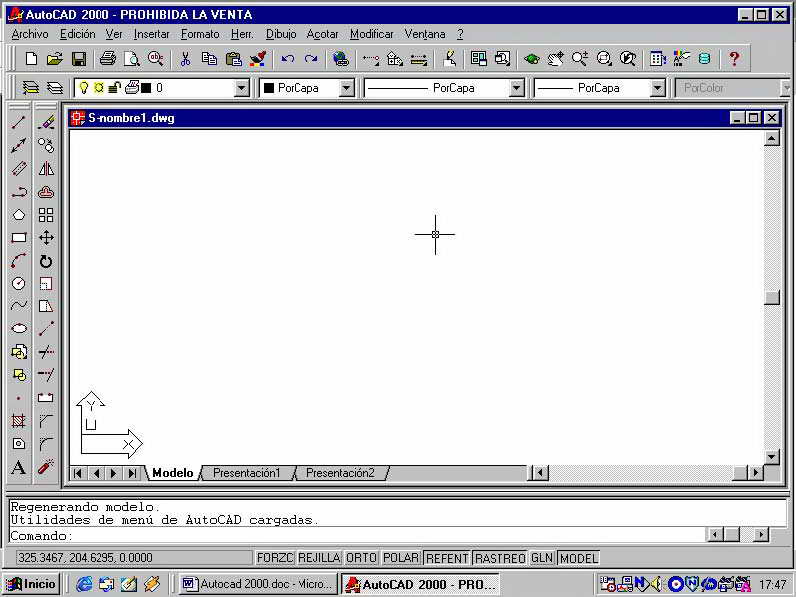 AutoCAD 2000 - PROHIBIDA LA VENTA
Archivo Edición Ver Insertar Formato Herr. Dibujo Acotar Modificar Ventana ?
0 PorCapa PorCapa PorCapa PorColor
S-nombre1.dwg
Y
U
X
Modelo Presentación1 Presentación2
Regenerando modelo.
Utilidades de menú de AutoCAD cargadas.
Comando:
325.3467, 204.6295, 0.0000 FORZC REJILLA ORTO POLAR REFENT RASTREO GLN MODEL
Inicio Autocad 2000.doc - Micro... AutoCAD 2000 - PRO... 17:47